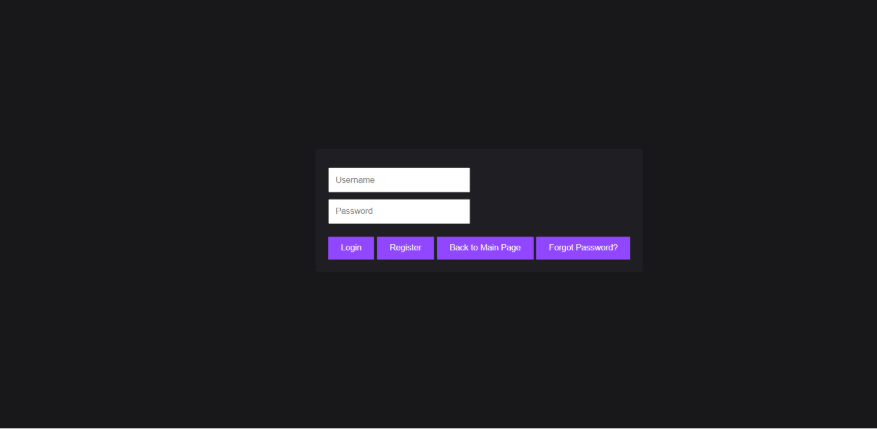 Username
Password
Login Register Back to Main Page Forgot Password?